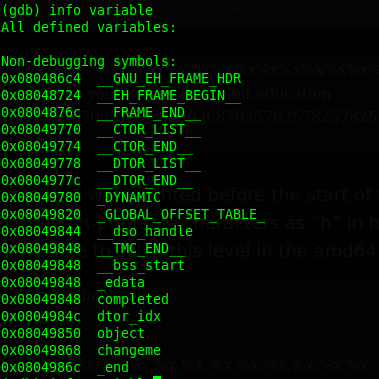 (gdb) info variable
All defined variables:

Non-debugging symbols:
0x080486c4  __GNU_EH_FRAME_HDR
0x08048724  __EH_FRAME_BEGIN__
0x0804876c  __FRAME_END__
0x08049770  __CTOR_LIST__
0x08049774  __CTOR_END__
0x08049778  __DTOR_LIST__
0x0804977c  __DTOR_END__
0x08049780  _DYNAMIC
0x08049820  _GLOBAL_OFFSET_TABLE_
0x08049844  __dso_handle
0x08049848  __TMC_END__
0x08049848  __bss_start
0x08049848  _edata
0x08049848  completed
0x0804984c  dtor_idx
0x08049850  object
0x08049868  changeme
0x0804986c  _end